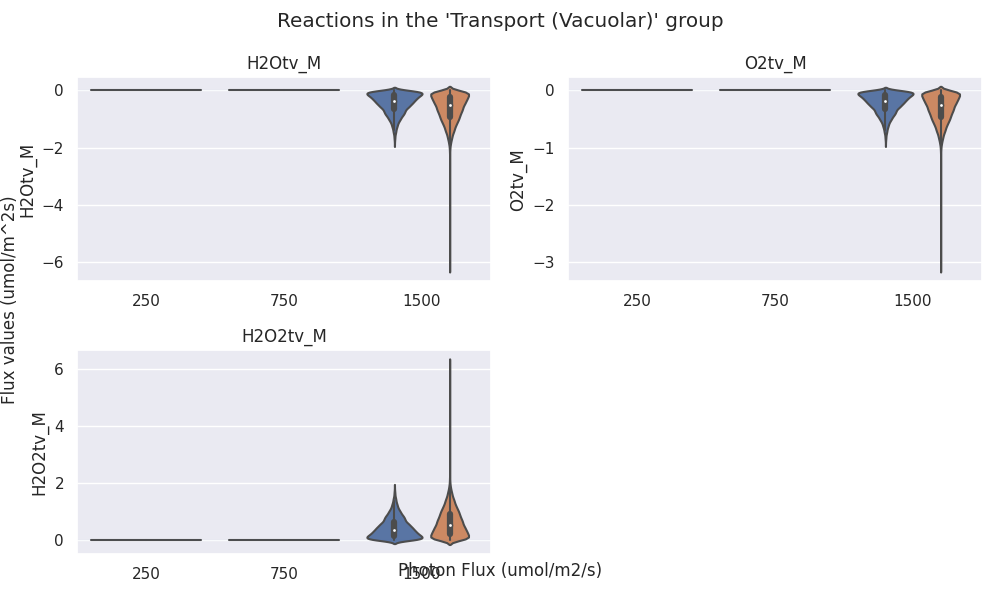 Reactions in the 'Transport (Vacuolar)' group
H2Otv_M
O2tv_M
0
−2
−4
−6
H2Otv_M
250
750
1500
0
−1
−2
−3
O2tv_M
250
750
1500
Flux values (umol/m^2s)
H2O2tv_M
6
4
2
0
H2O2tv_M
250
750
1500
Photon Flux (umol/m2/s)